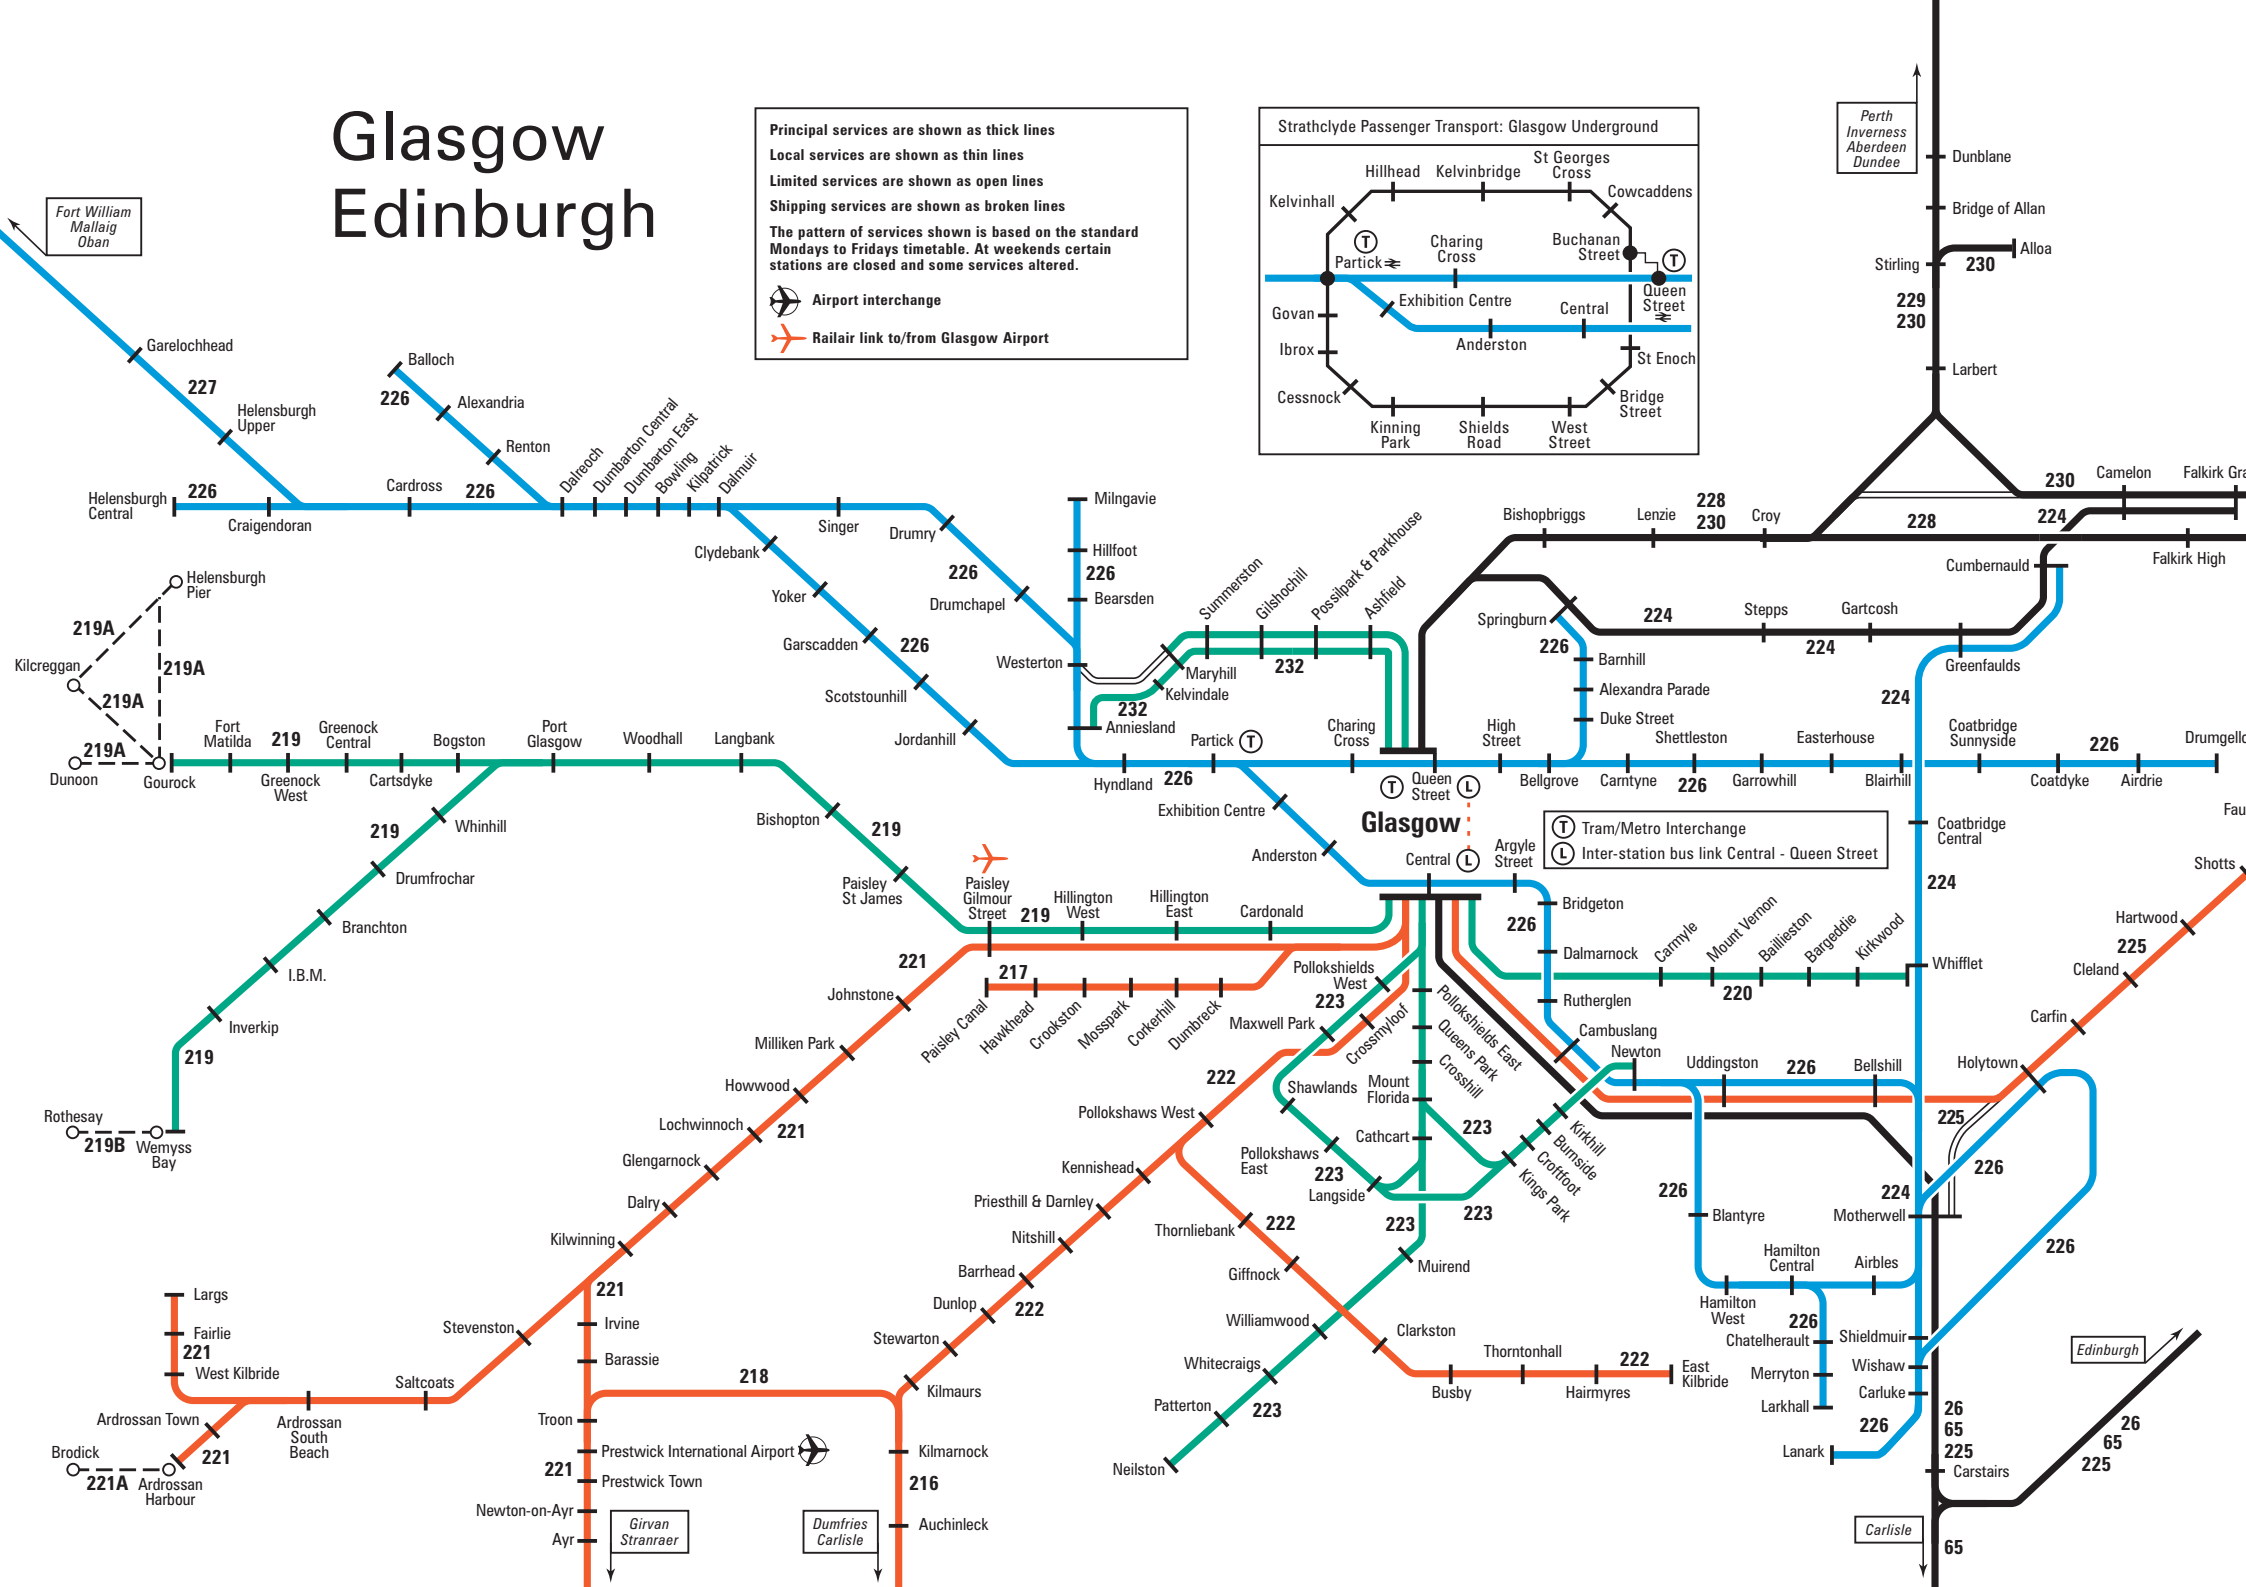 Glasgow
Edinburgh
Principal services are shown as thick lines
Local services are shown as thin lines
Limited services are shown as open lines
Shipping services are shown as broken lines
The pattern of services shown is based on the standard
Mondays to Fridays timetable. At weekends certain
stations are closed and some services altered.
Airport interchange
Railair link to/from Glasgow Airport
Strathclyde Passenger Transport: Glasgow Underground
Hillhead
Kelvinbridge
St Georges
Cross
Cowcaddens
Kelvinhall
Buchanan
Street
T
Partick
Charing
Cross
T
Queen
Street
Exhibition Centre
Central
Govan
Anderston
Ibrox
St Enoch
Cessnock
Bridge
Street
Kinning
Park
Shields
Road
West
Street
Perth
Inverness
Aberdeen
Dundee
Dunblane
Bridge of Allan
Alloa
230
Stirling
229
230
Larbert
Fort William
Mallaig
Oban
Garelochhead
227
Helensburgh
Upper
Balloch
226
Alexandria
Renton
Helensburgh
Central
226
Craigendoran
Cardross
226
Dalreoch
Dumbarton Central
Dumbarton East
Bowling
Kilpatrick
Dalmuir
Singer
Drumry
226
Drumchapel
Clydebank
Yoker
Garscadden
226
Scotstounhill
Jordanhill
Milngavie
Hillfoot
226
Bearsden
Westerton
Summerston
Gilshochill
Possilpark & Parkhouse
Ashfield
232
Maryhill
Kelvindale
232
Anniesland
Bishopbriggs
Lenzie
228
230
Croy
228
230
Camelon
Falkirk Gra
224
Falkirk High
Cumbernauld
Springburn
226
224
Stepps
224
Gartcosh
Greenfaulds
Barnhill
Alexandra Parade
Duke Street
224
Hyndland
226
Partick
T
Charing
Cross
T
Queen
Street
L
Glasgow
High
Street
Bellgrove
Carntyne
Shettleston
226
Garrowhill
Easterhouse
Blairhill
Coatbridge
Sunnyside
Coatdyke
226
Airdrie
Drumgello
Exhibition Centre
Anderston
Central
L
Argyle
Street
T
Tram/Metro Interchange
L
Inter-station bus link Central - Queen Street
Coatbridge
Central
224
Fau
Shotts
Hartwood
225
Cleland
Carfin
Holytown
Helensburgh
Pier
219A
Kilcreggan
219A
219A
219A
Dunoon
Gourock
Fort
Matilda
219
Greenock
West
Greenock
Central
Cartsdyke
Bogston
Port
Glasgow
Woodhall
Langbank
Bishopton
219
Paisley
St James
Whinhill
219
Drumfrochar
Branchton
I.B.M.
Inverkip
219
Rothesay
219B
Wemyss
Bay
Paisley
Gilmour
Street
219
Hillington
West
Hillington
East
Cardonald
221
217
Paisley Canal
Hawkhead
Crookston
Mosspark
Corkerhill
Dumbreck
Johnstone
Milliken Park
Howwood
Lochwinnoch
221
Glengarnock
Dalry
Kilwinning
221
Irvine
Barassie
218
Troon
Prestwick International Airport
221
Prestwick Town
Newton-on-Ayr
Ayr
Girvan
Stranraer
Stevenston
Saltcoats
Ardrossan
South
Beach
Largs
Fairlie
221
West Kilbride
Ardrossan Town
221
Brodick
221A
Ardrossan
Harbour
Pollokshields
West
223
Maxwell Park
Crossmyloof
222
Shawlands
Pollokshaws West
Pollokshaws
East
223
Langside
Kennishead
Priesthill & Darnley
Nitshill
Barrhead
222
Dunlop
Stewarton
Kilmaurs
Kilmarnock
216
Auchinleck
Dumfries
Carlisle
Pollokshields East
Queens Park
Crosshill
Mount
Florida
223
Cathcart
223
Kings Park
Croftfoot
Burnside
Kirkhill
Newton
223
Muirend
Williamwood
Whitecraigs
Patterton
223
Neilston
Thornliebank
222
Giffnock
Clarkston
Busby
Thorntonhall
Hairmyres
222
East
Kilbride
226
Bridgeton
Dalmarnock
Rutherglen
Cambuslang
Carmyle
Mount Vernon
220
Baillieston
Bargeddie
Kirkwood
Whifflet
Uddingston
226
Bellshill
225
226
224
Motherwell
226
226
Blantyre
Hamilton
West
Hamilton
Central
Airbles
226
Chatelherault
Merryton
Larkhall
Shieldmuir
Wishaw
Carluke
226
Lanark
26
65
225
Carstairs
Edinburgh
26
65
225
Carlisle
65